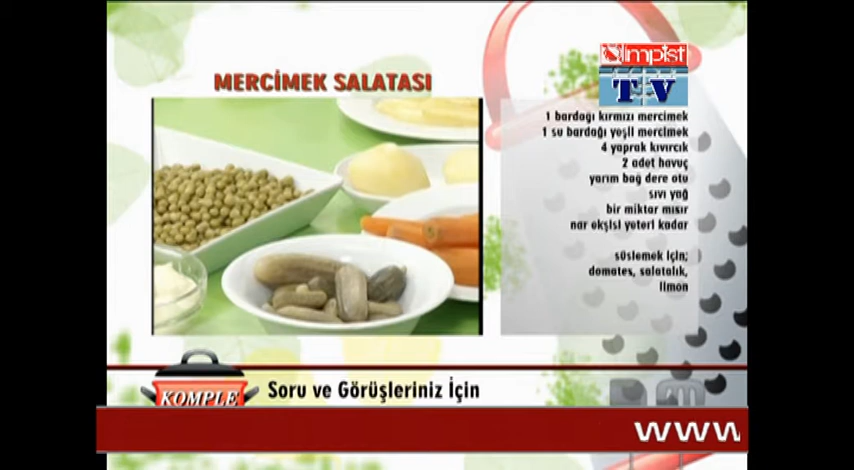 mpist
TV
MERCİMEK SALATASI
1 bardağı kırmızı mercimek
1 su bardağı yeşil mercimek
4 yaprak kıvırcık
2 adet havuç
yarım bağ dere otu
sıvı yağ
bir miktar mısır
nar ekşisi yeteri kadar
süslemek için;
domates, salatalık,
limon
KOMPLE
Soru ve Görüşleriniz İçin
www